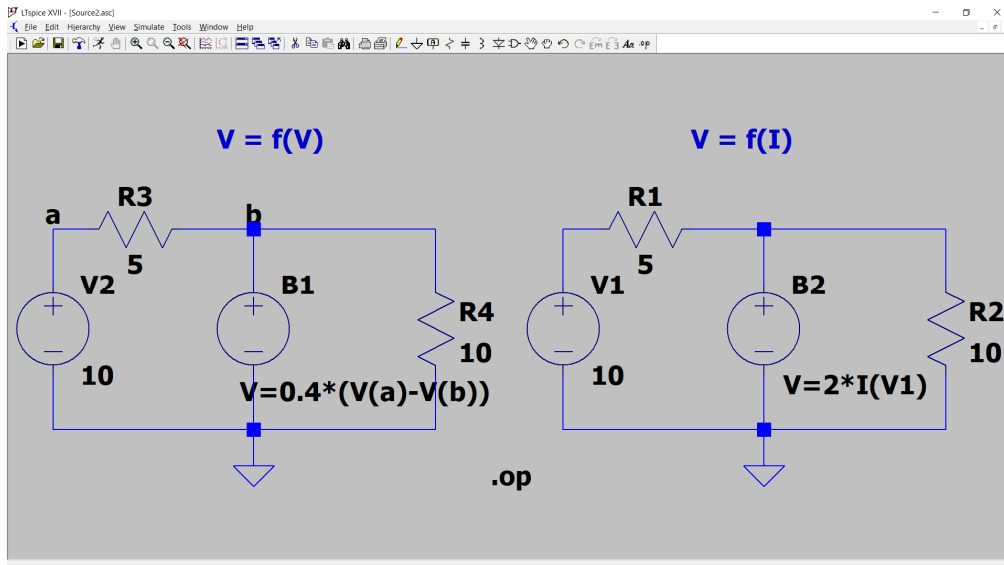 LTspice XVII - [Source2.asc]
File Edit Hierarchy View Simulate Tools Window Help
V = f(V)
V = f(I)
R3
R1
a
b
5
5
V2
B1
V1
B2
R4
R2
10
10
10
10
V=0.4*(V(a)-V(b))
V=2*I(V1)
.op